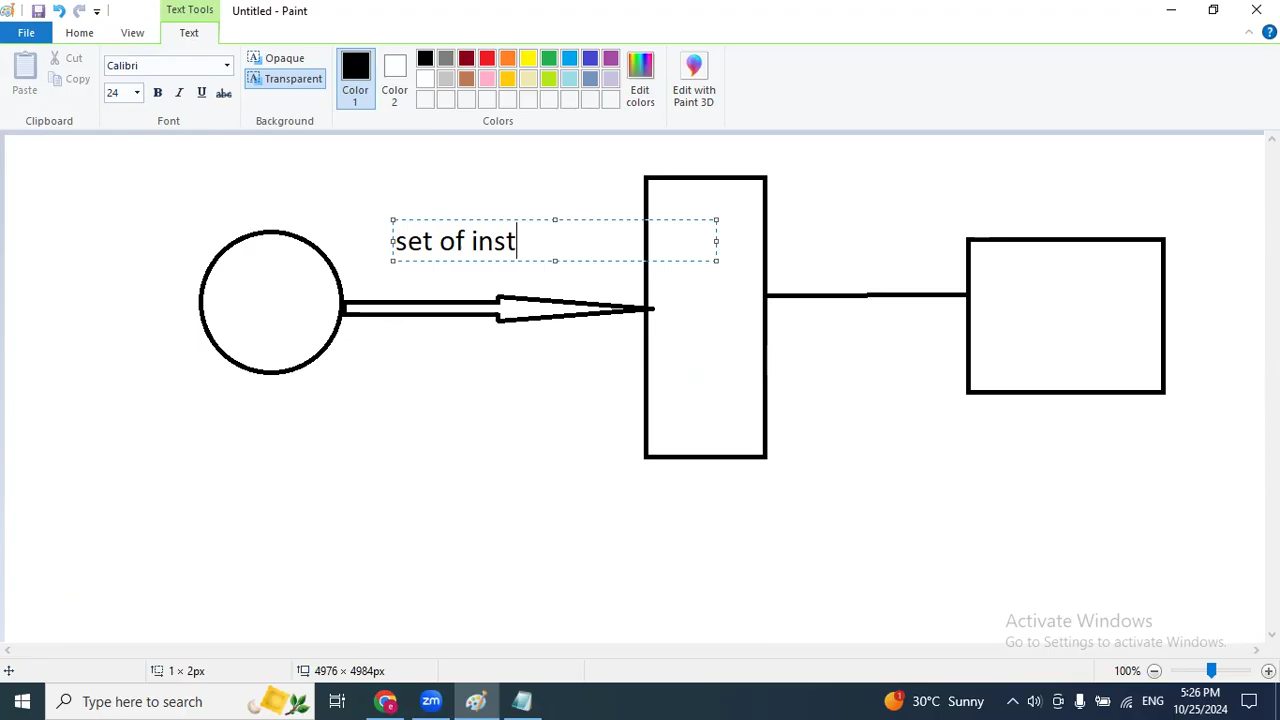 Text Tools
Untitled - Paint
File
Home
View
Text
Paste
Cut
Copy
Clipboard
Calibri
24
B I U abc
Font
Opaque
Transparent
Background
Color 1
Color 2
Edit colors
Colors
Edit with Paint 3D
set of inst
Activate Windows
Go to Settings to activate Windows.
1 × 2px
4976 × 4984px
100%
Type here to search
zm
1
30°C Sunny
ENG
5:26 PM
10/25/2024